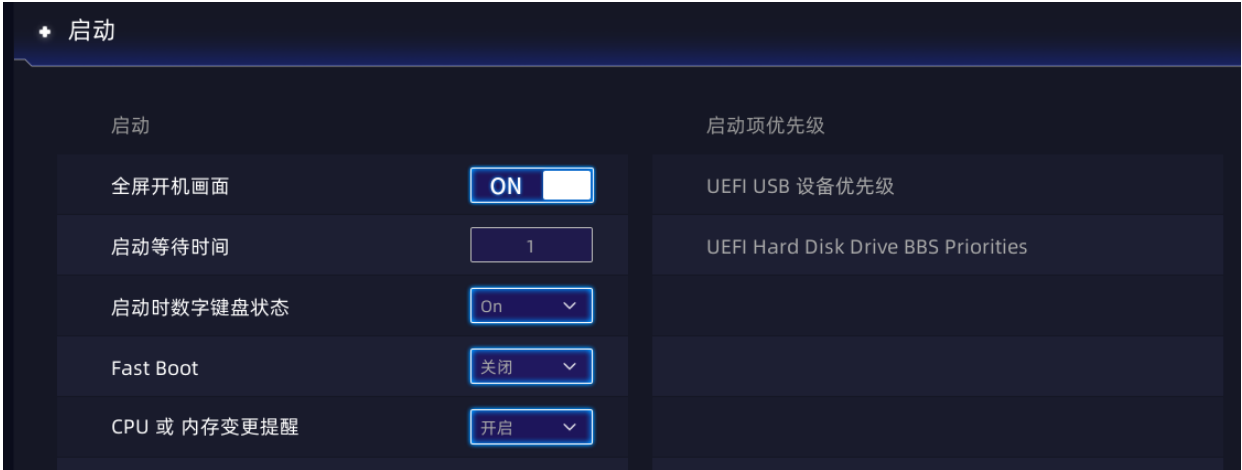 启动
启动
全屏开机画面 ON
启动等待时间 1
启动时数字键盘状态 On
Fast Boot 关闭
CPU 或 内存变更提醒 开启
启动项优先级
UEFI USB 设备优先级
UEFI Hard Disk Drive BBS Priorities